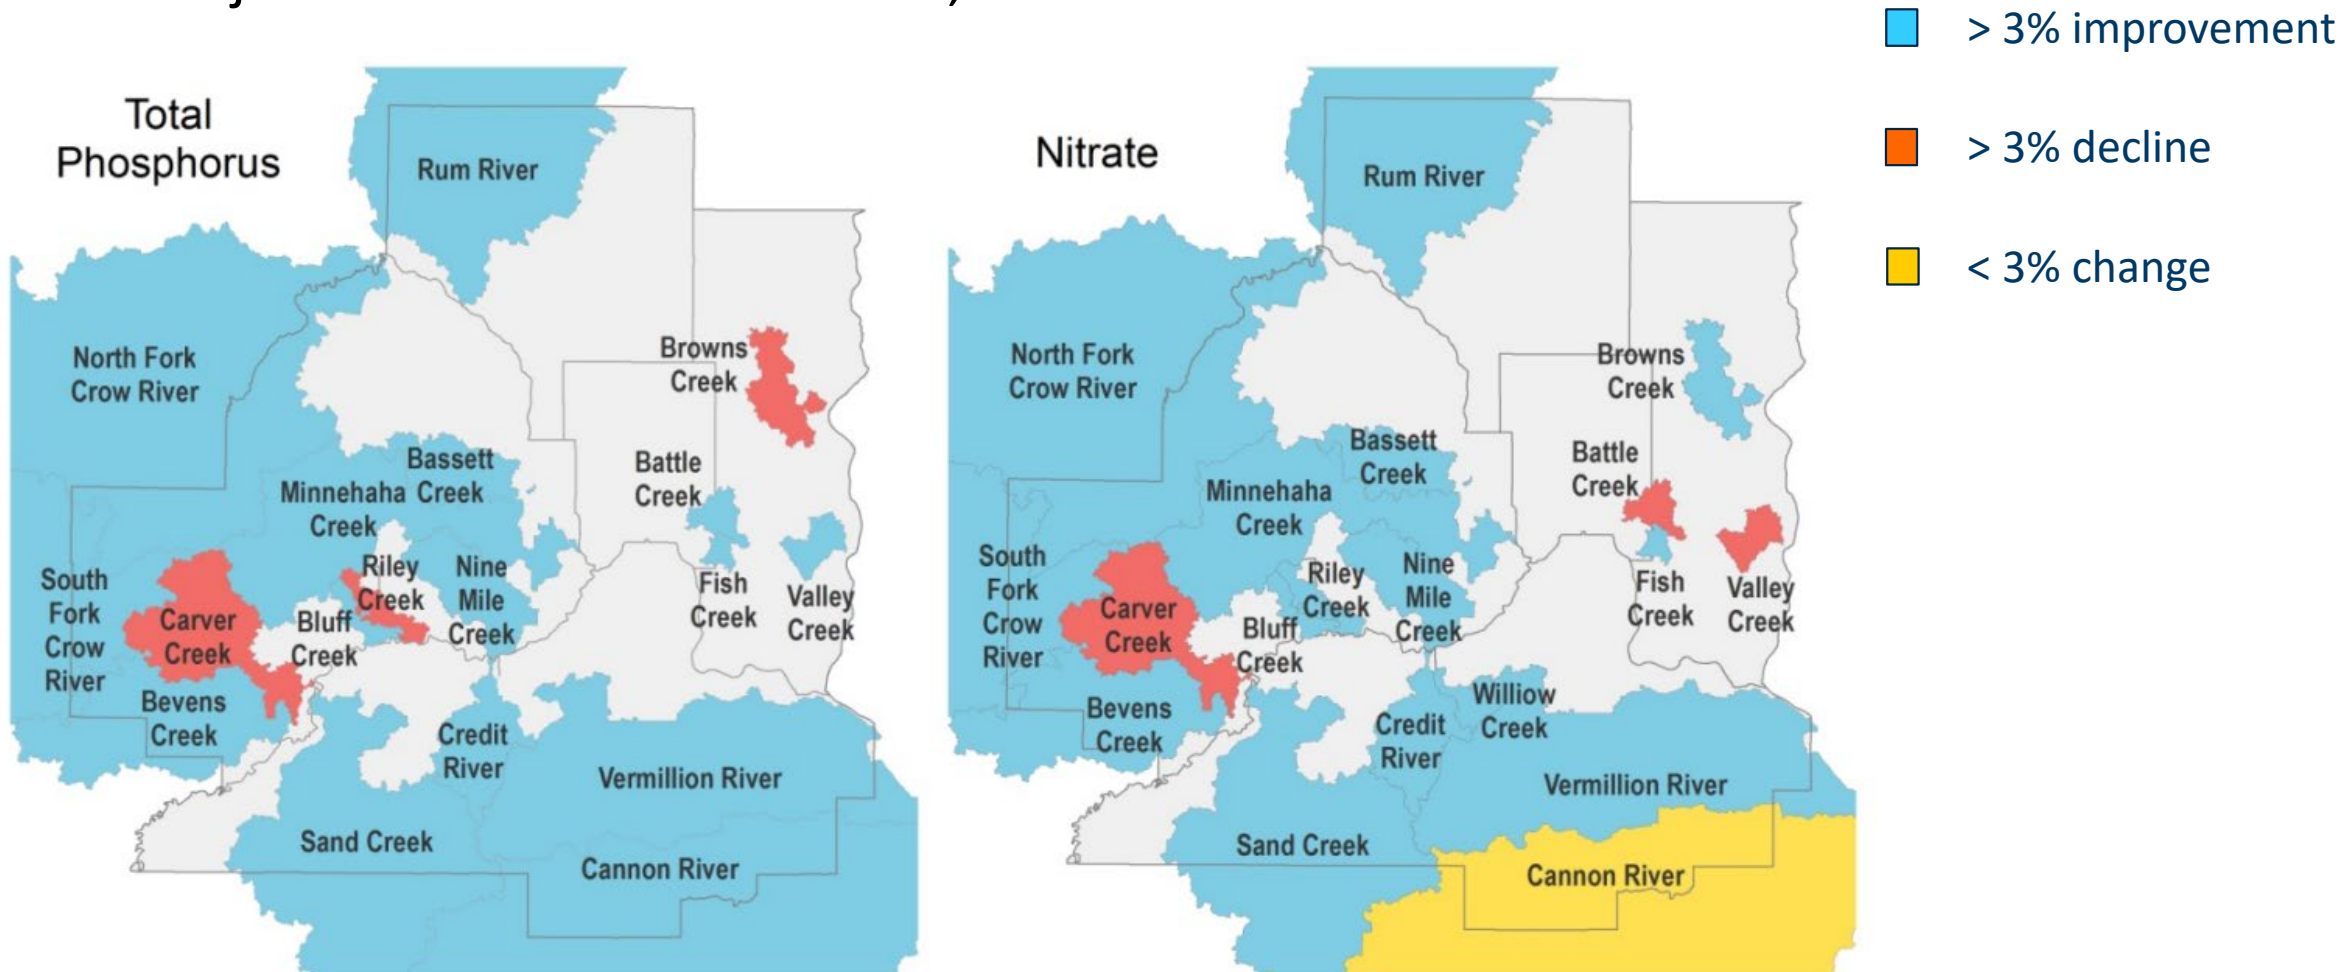 > 3% improvement
> 3% decline
< 3% change
Total
Phosphorus
Rum River
North Fork
Crow River
Browns
Creek
Bassett
Creek
Minnehaha
Creek
Battle
Creek
Riley
Creek
Nine
Mile
Creek
South
Fork
Crow
River
Carver
Creek
Bluff
Creek
Fish
Creek
Valley
Creek
Bevens
Creek
Credit
River
Vermillion River
Sand Creek
Cannon River
Nitrate
Rum River
North Fork
Crow River
Browns
Creek
Bassett
Creek
Minnehaha
Creek
Battle
Creek
South
Fork
Crow
River
Riley
Creek
Nine
Mile
Creek
Carver
Creek
Bluff
Creek
Fish
Creek
Valley
Creek
Bevens
Creek
Credit
River
Williow
Creek
Vermillion River
Sand Creek
Cannon River